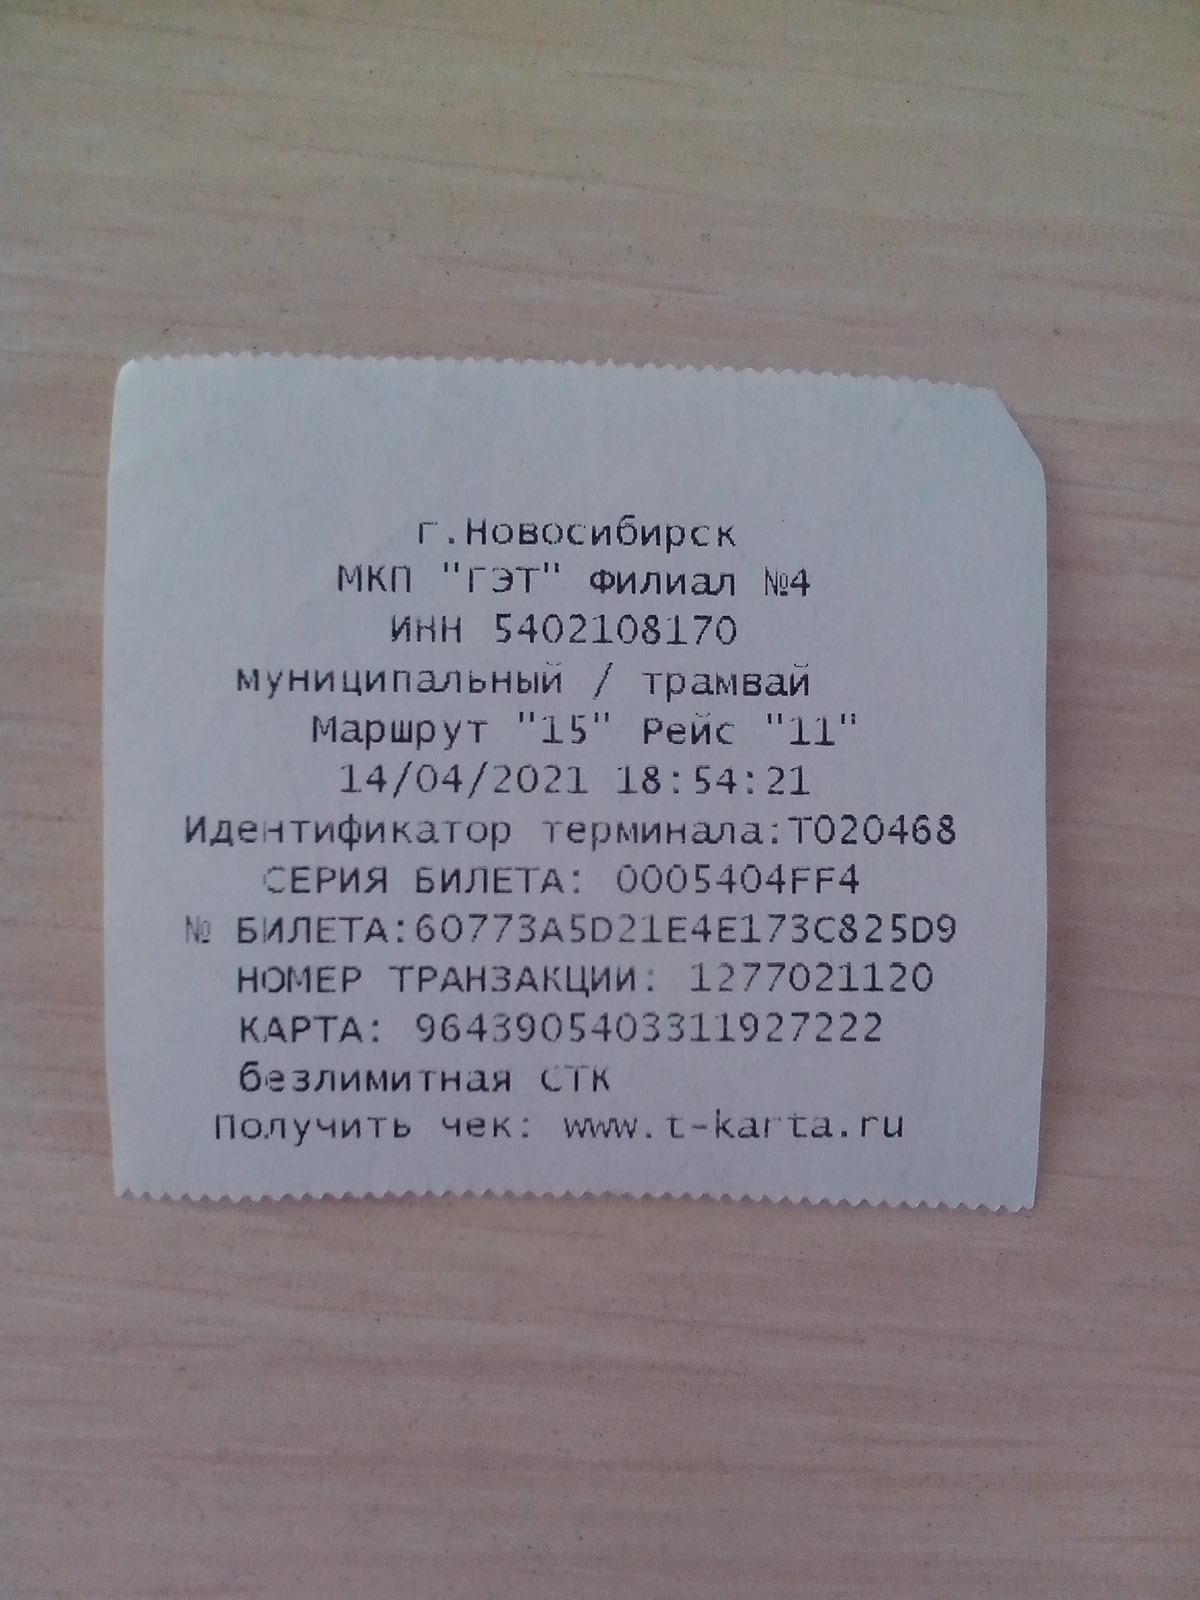 г.Новосибирск
МКП "ГЭТ" Филиал №4
ИНН 5402108170
муниципальный / трамвай
Маршрут "15" Рейс "11"
14/04/2021 18:54:21
Идентификатор терминала:T020468
СЕРИЯ БИЛЕТА: 0005404FF4
№ БИЛЕТА:60773A5D21E4E173C825D9
НОМЕР ТРАНЗАКЦИИ: 1277021120
КАРТА: 9643905403311927222
безлимитная СТК
Получить чек: www.t-karta.ru